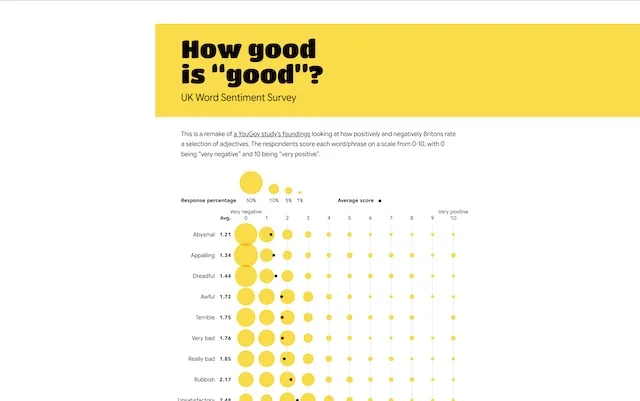 How good
is “good”?
UK Word Sentiment Survey
This is a remake of a YouGov study's foundings looking at how positively and negatively Britons rate
a selection of adjectives. The respondents score each word/phrase on a scale from 0-10, with 0
being “very negative” and 10 being “very positive”.
Response percentage 50% 10% 5% 1% Average score
Very negative Very positive
Avg. 0 1 2 3 4 5 6 7 8 9 10
Abysmal 1.21
Appalling 1.34
Dreadful 1.44
Awful 1.72
Terrible 1.75
Very bad 1.76
Really bad 1.85
Rubbish 2.17
Unsatisfactory